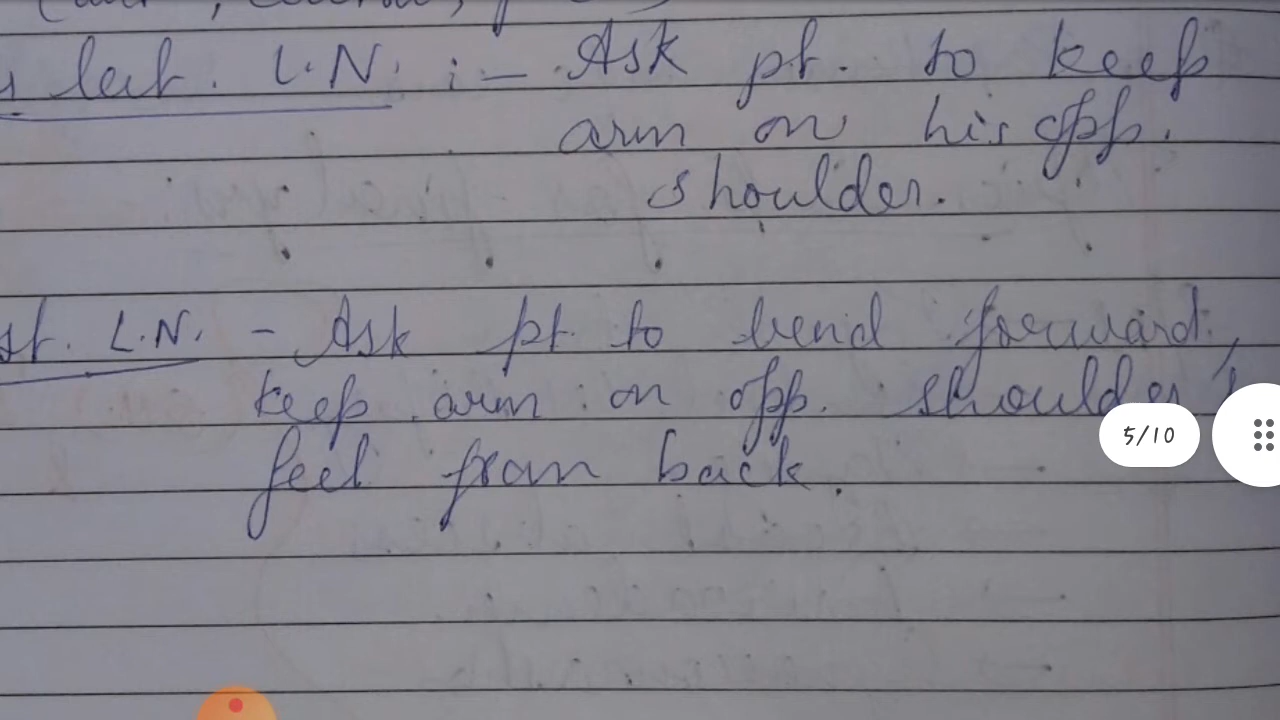 lat. L.N. :- Ask pt. to keep
arm on his opp.
shoulder.
st. L.N. - Ask pt. to bend forward,
keep arm on opp. shoulder,
5/10
feel from back.